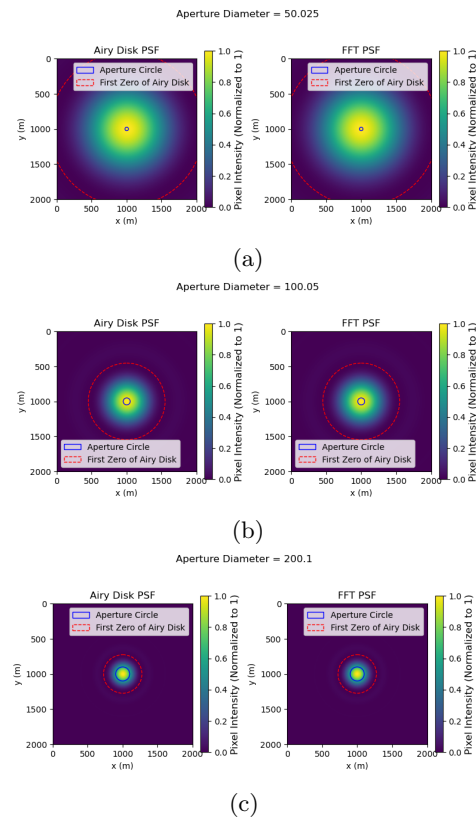 Aperture Diameter = 50.025
Airy Disk PSF
FFT PSF
0
500
1000
1500
2000
y (m)
0 500 1000 1500 2000
x (m)
Aperture Circle
First Zero of Airy Disk
1.0
0.8
0.6
0.4
0.2
0.0
Pixel Intensity (Normalized to 1)
0
500
1000
1500
2000
y (m)
0 500 1000 1500 2000
x (m)
Aperture Circle
First Zero of Airy Disk
1.0
0.8
0.6
0.4
0.2
0.0
Pixel Intensity (Normalized to 1)
(a)
Aperture Diameter = 100.05
Airy Disk PSF
FFT PSF
0
500
1000
1500
2000
y (m)
0 500 1000 1500 2000
x (m)
Aperture Circle
First Zero of Airy Disk
1.0
0.8
0.6
0.4
0.2
0.0
Pixel Intensity (Normalized to 1)
0
500
1000
1500
2000
y (m)
0 500 1000 1500 2000
x (m)
Aperture Circle
First Zero of Airy Disk
1.0
0.8
0.6
0.4
0.2
0.0
Pixel Intensity (Normalized to 1)
(b)
Aperture Diameter = 200.1
Airy Disk PSF
FFT PSF
0
500
1000
1500
2000
y (m)
0 500 1000 1500 2000
x (m)
Aperture Circle
First Zero of Airy Disk
1.0
0.8
0.6
0.4
0.2
0.0
Pixel Intensity (Normalized to 1)
0
500
1000
1500
2000
y (m)
0 500 1000 1500 2000
x (m)
Aperture Circle
First Zero of Airy Disk
1.0
0.8
0.6
0.4
0.2
0.0
Pixel Intensity (Normalized to 1)
(c)